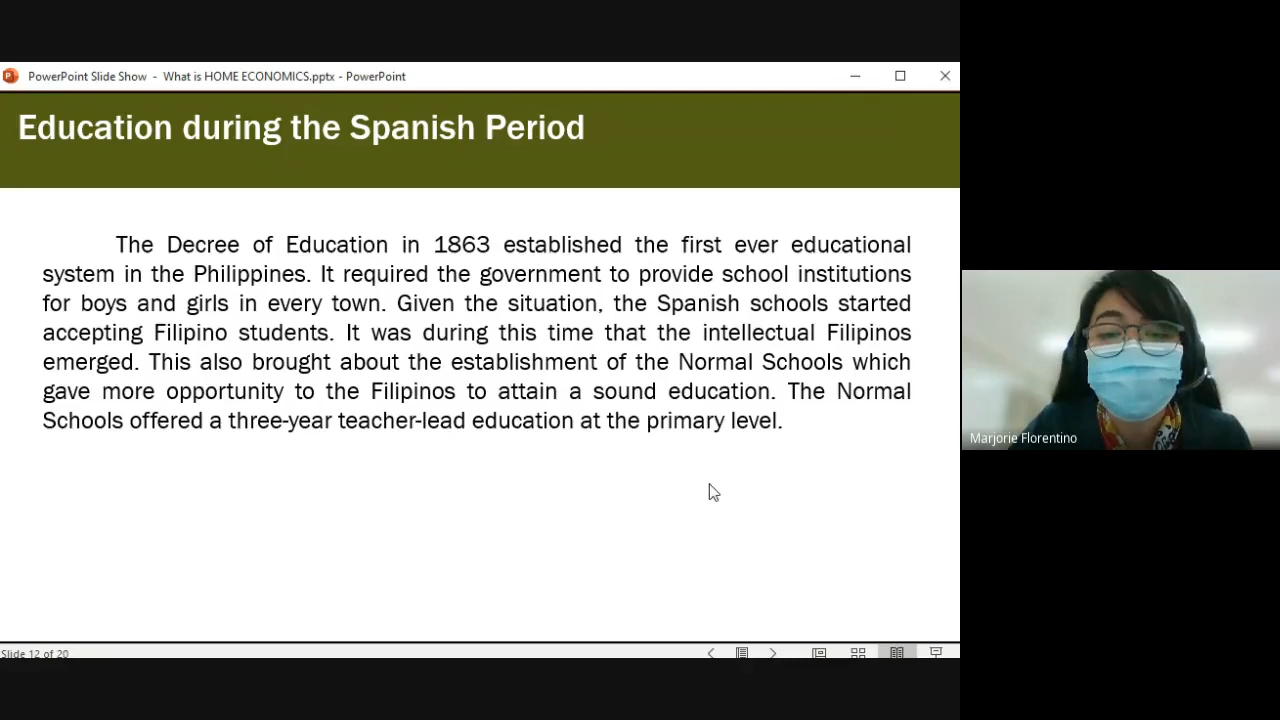 PowerPoint Slide Show - What is HOME ECONOMICS.pptx - PowerPoint
Education during the Spanish Period
The Decree of Education in 1863 established the first ever educational
system in the Philippines. It required the government to provide school institutions
for boys and girls in every town. Given the situation, the Spanish schools started
accepting Filipino students. It was during this time that the intellectual Filipinos
emerged. This also brought about the establishment of the Normal Schools which
gave more opportunity to the Filipinos to attain a sound education. The Normal
Schools offered a three-year teacher-lead education at the primary level.
Marjorie Florentino
Slide 12 of 20